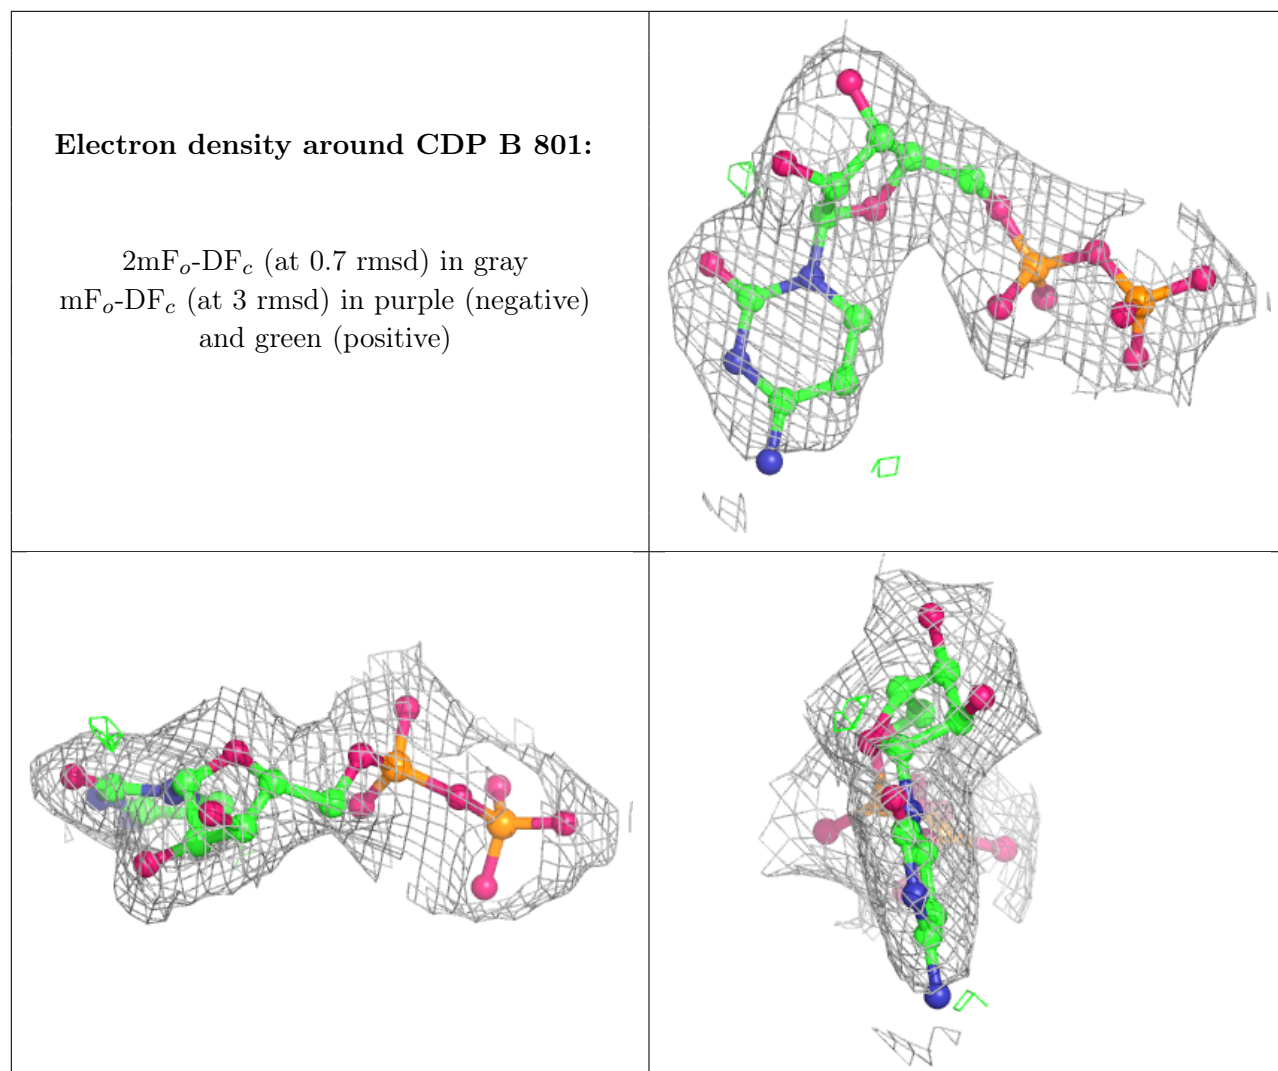 Electron density around CDP B 801:
2mFo-DFc (at 0.7 rmsd) in gray
mFo-DFc (at 3 rmsd) in purple (negative)
and green (positive)